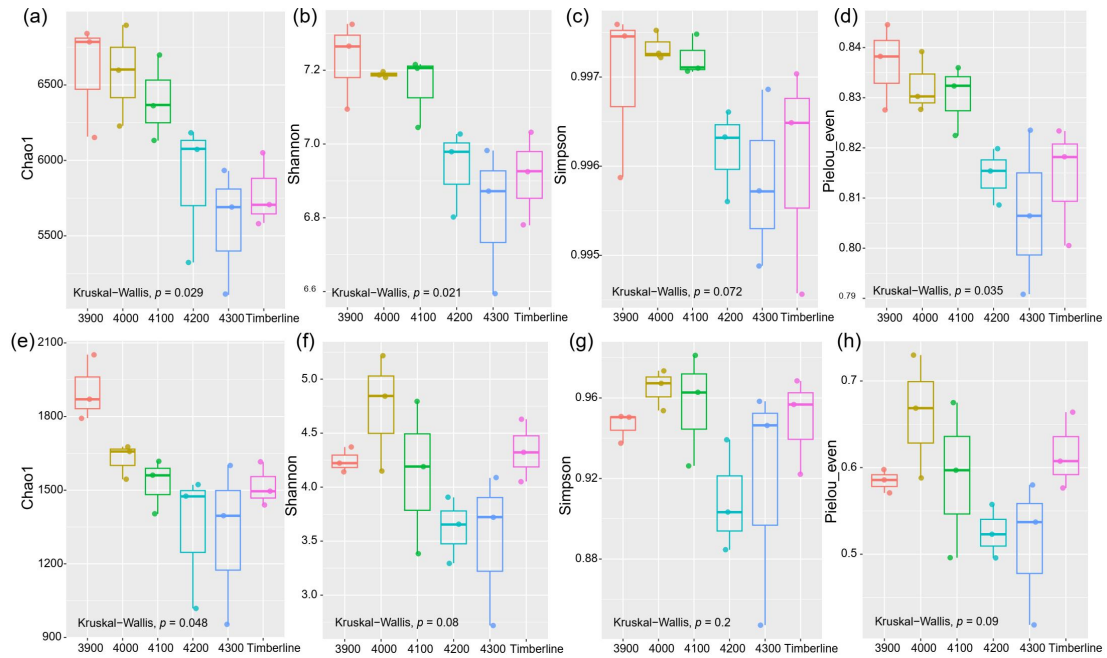 (a)
Chao1
6500
6000
5500
Kruskal−Wallis, p = 0.029
3900 4000 4100 4200 4300 Timberline
(b)
Shannon
7.2
7.0
6.8
6.6
Kruskal−Wallis, p = 0.021
3900 4000 4100 4200 4300 Timberline
(c)
Simpson
0.997
0.996
0.995
Kruskal−Wallis, p = 0.072
3900 4000 4100 4200 4300 Timberline
(d)
Pielou_even
0.84
0.83
0.82
0.81
0.80
0.79
Kruskal−Wallis, p = 0.035
3900 4000 4100 4200 4300 Timberline
(e)
Chao1
2100
1800
1500
1200
900
Kruskal−Wallis, p = 0.048
3900 4000 4100 4200 4300 Timberline
(f)
Shannon
5.0
4.5
4.0
3.5
3.0
Kruskal−Wallis, p = 0.08
3900 4000 4100 4200 4300 Timberline
(g)
Simpson
0.96
0.92
0.88
Kruskal−Wallis, p = 0.2
3900 4000 4100 4200 4300 Timberline
(h)
Pielou_even
0.7
0.6
0.5
Kruskal−Wallis, p = 0.09
3900 4000 4100 4200 4300 Timberline